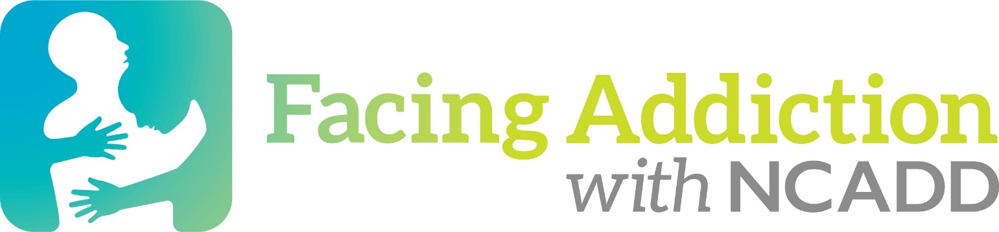 Facing Addiction
with NCADD